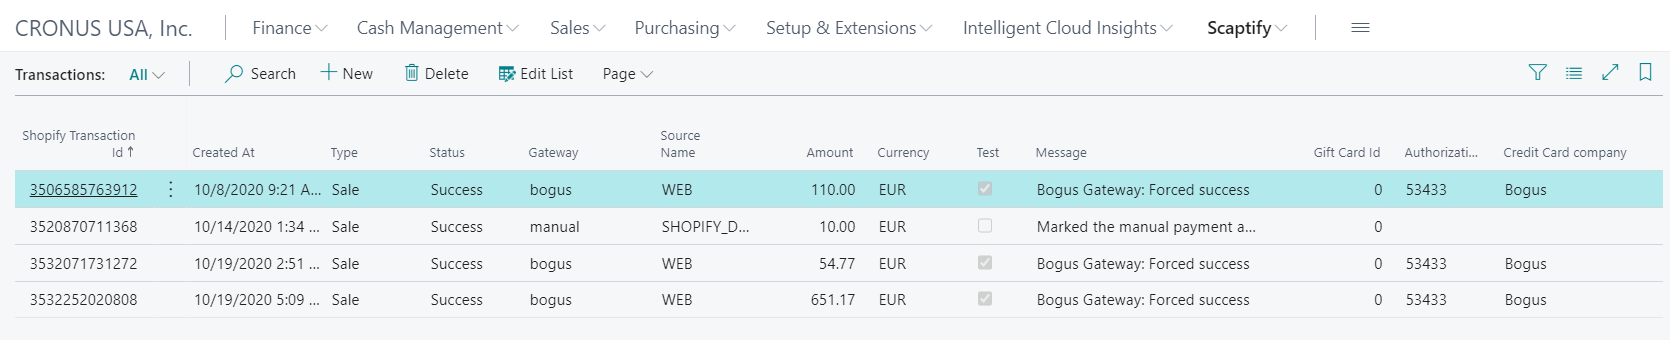 CRONUS USA, Inc. Finance Cash Management Sales Purchasing Setup & Extensions Intelligent Cloud Insights Scaptify
Transactions: All Search New Delete Edit List Page
Shopify Transaction Id Created At Type Status Gateway Source Name Amount Currency Test Message Gift Card Id Authorizati... Credit Card company
3506585763912 10/8/2020 9:21 A... Sale Success bogus WEB 110.00 EUR Bogus Gateway: Forced success 0 53433 Bogus
3520870711368 10/14/2020 1:34 ... Sale Success manual SHOPIFY_D... 10.00 EUR Marked the manual payment a... 0
3532071731272 10/19/2020 2:51 ... Sale Success bogus WEB 54.77 EUR Bogus Gateway: Forced success 0 53433 Bogus
3532252020808 10/19/2020 5:09 ... Sale Success bogus WEB 651.17 EUR Bogus Gateway: Forced success 0 53433 Bogus